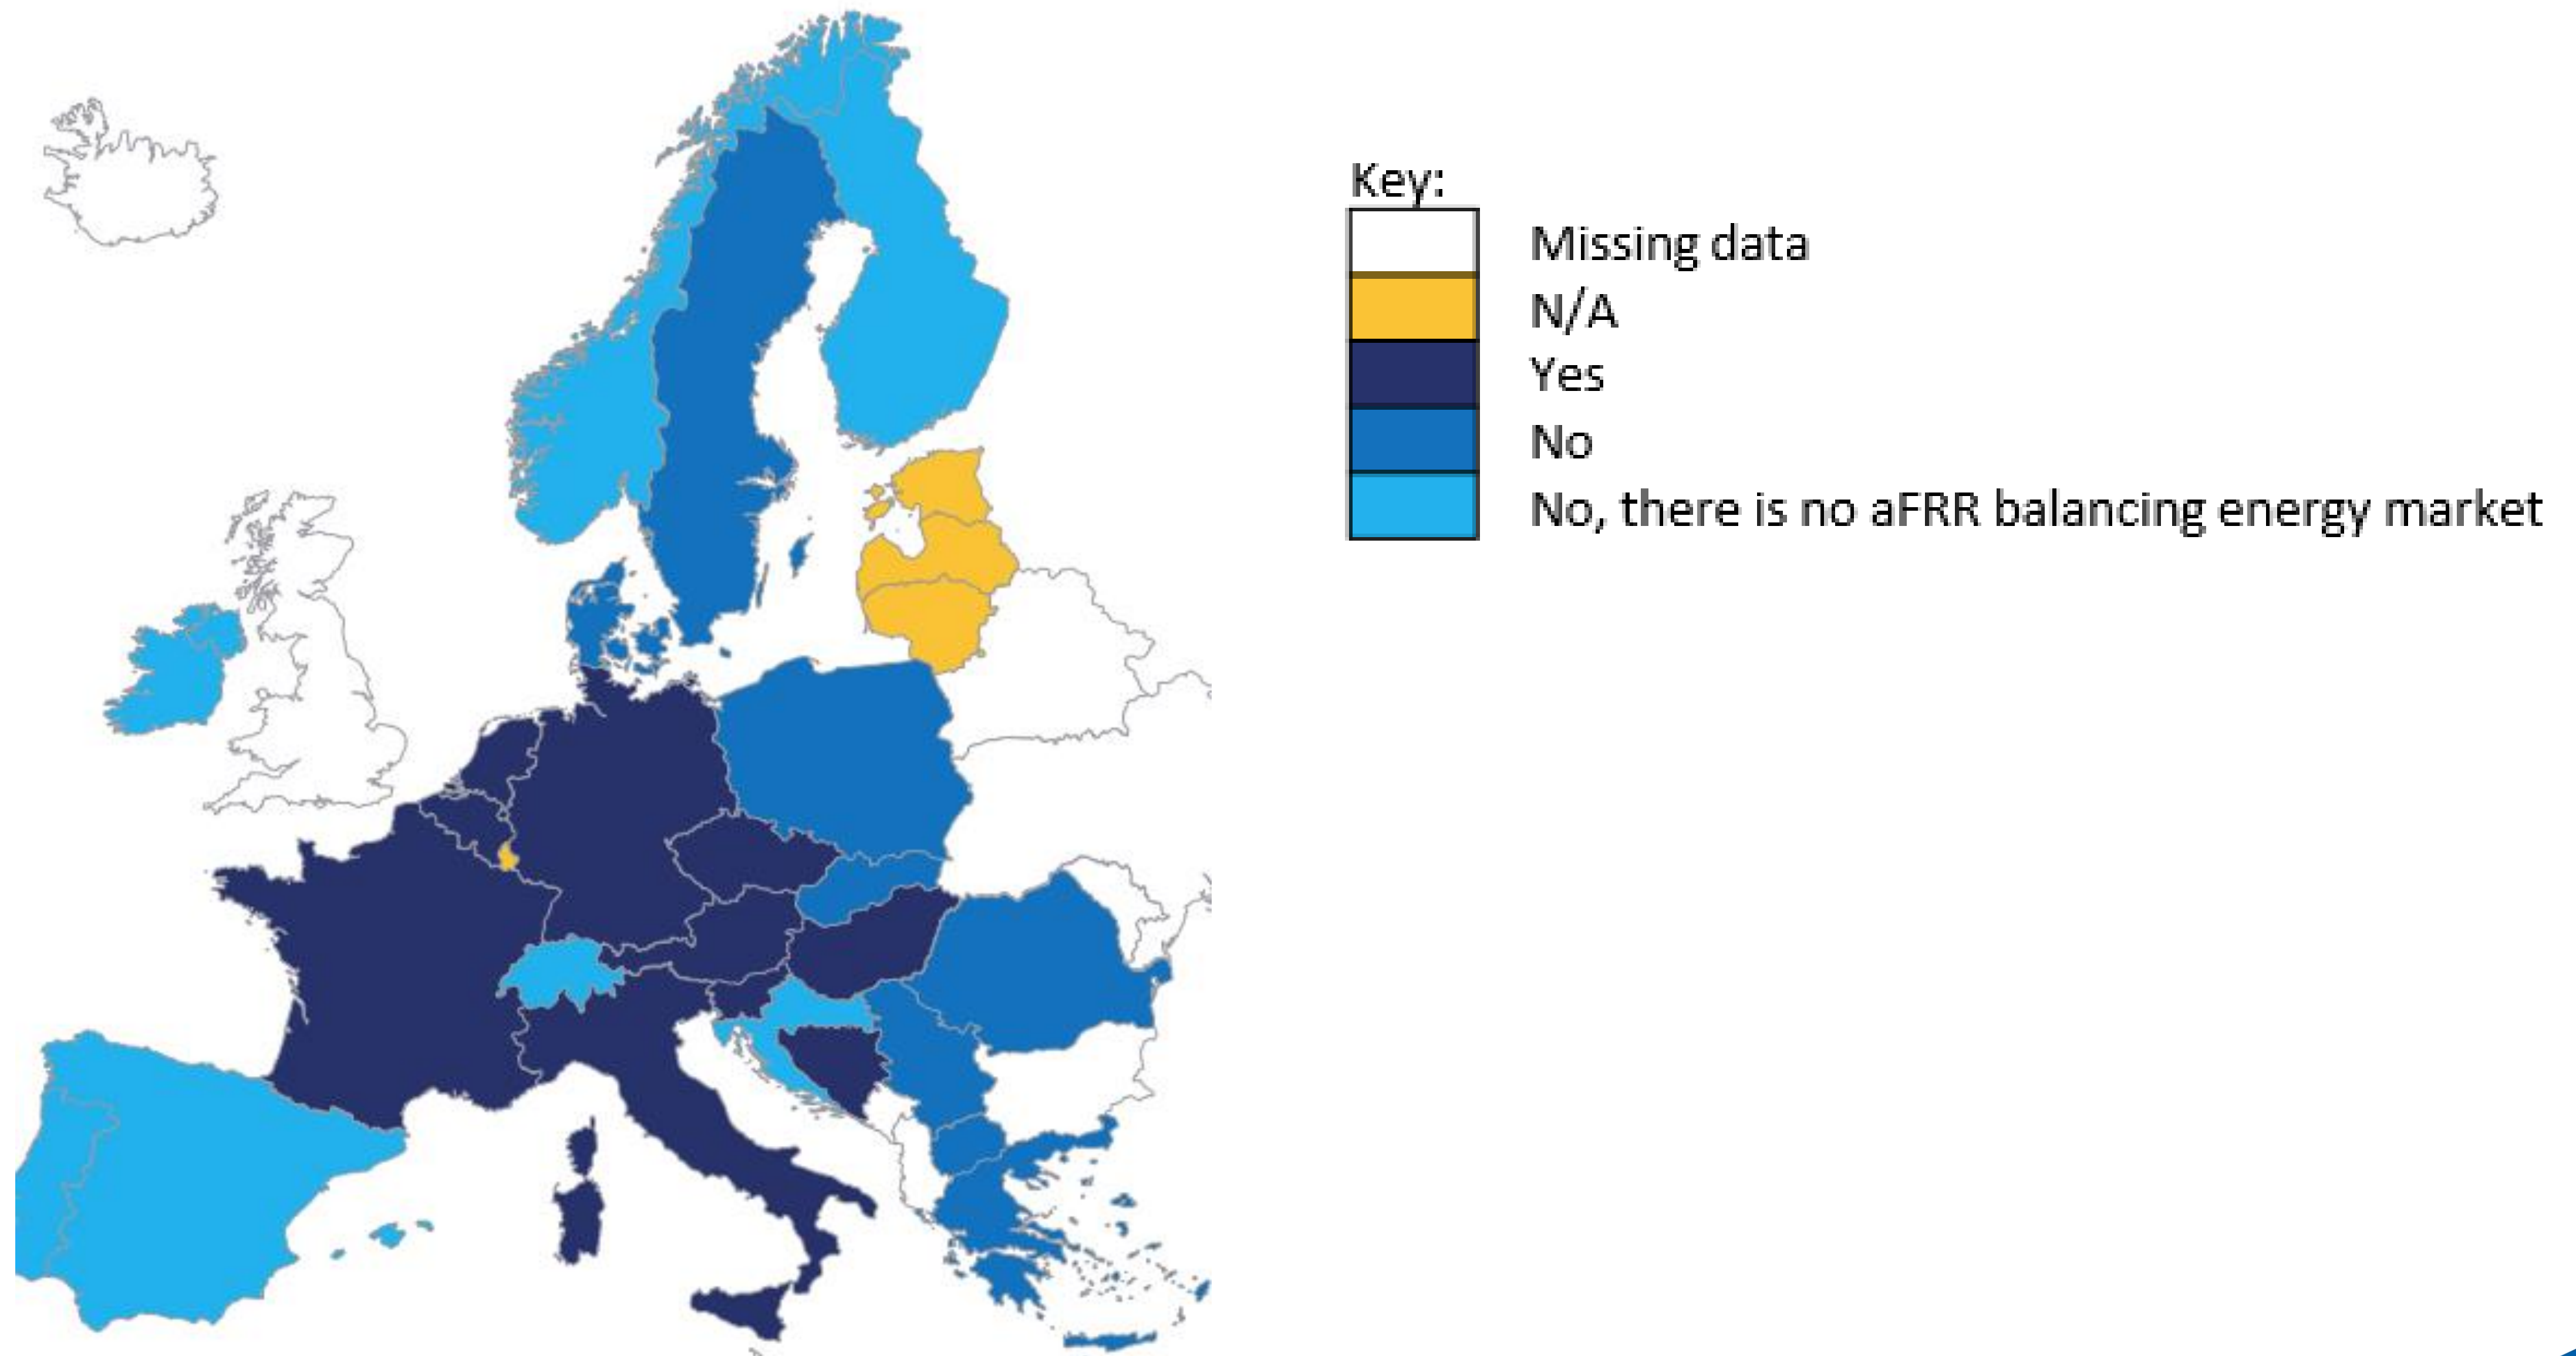 Key:
Missing data
N/A
Yes
No
No, there is no aFRR balancing energy market